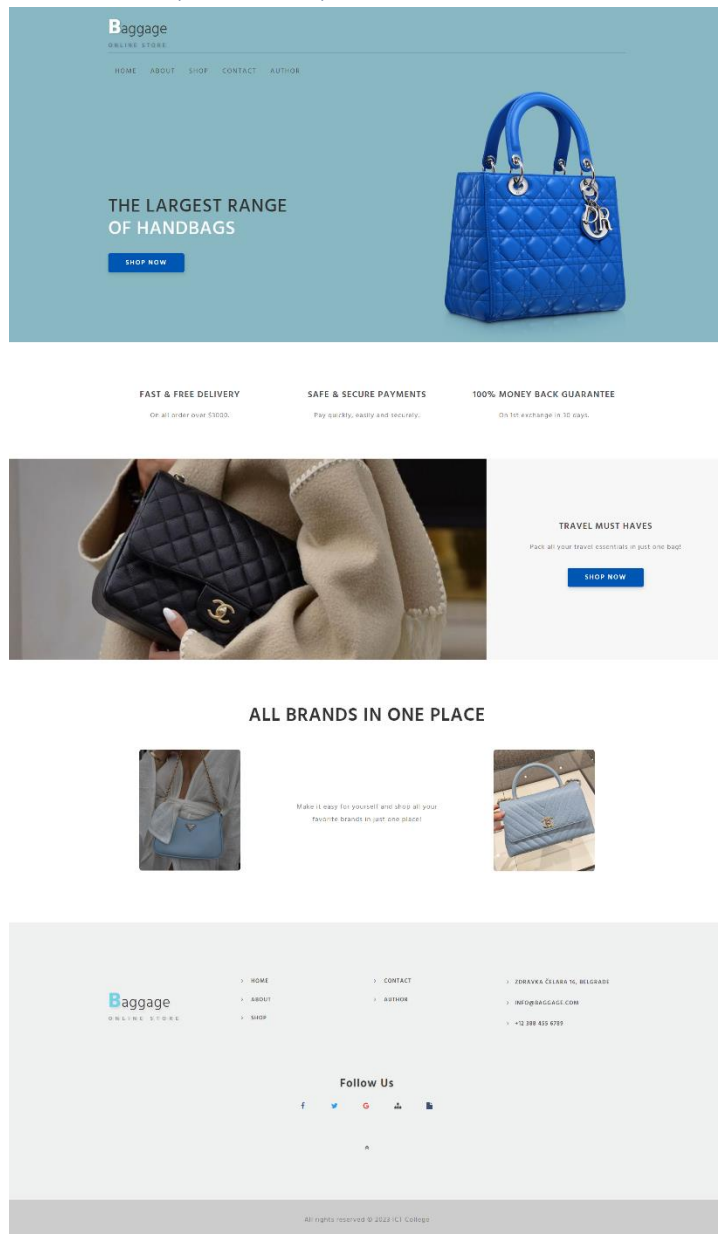 Baggage
ONLINE STORE
HOME ABOUT SHOP CONTACT AUTHOR
THE LARGEST RANGE
OF HANDBAGS
SHOP NOW
FAST & FREE DELIVERY
On all order over $1000.
SAFE & SECURE PAYMENTS
Pay quickly, easily and securely.
100% MONEY BACK GUARANTEE
On 1st exchange in 30 days.
TRAVEL MUST HAVES
Pack all your travel essentials in just one bag!
SHOP NOW
ALL BRANDS IN ONE PLACE
Make it easy for yourself and shop all your
favorite brands in just one place!
Baggage
ONLINE STORE
› HOME
› ABOUT
› SHOP
› CONTACT
› AUTHOR
› ZDRAVKA ČELARA 16, BELGRADE
› INFO@BAGGAGE.COM
Follow Us
All rights reserved © 2023 ICT College